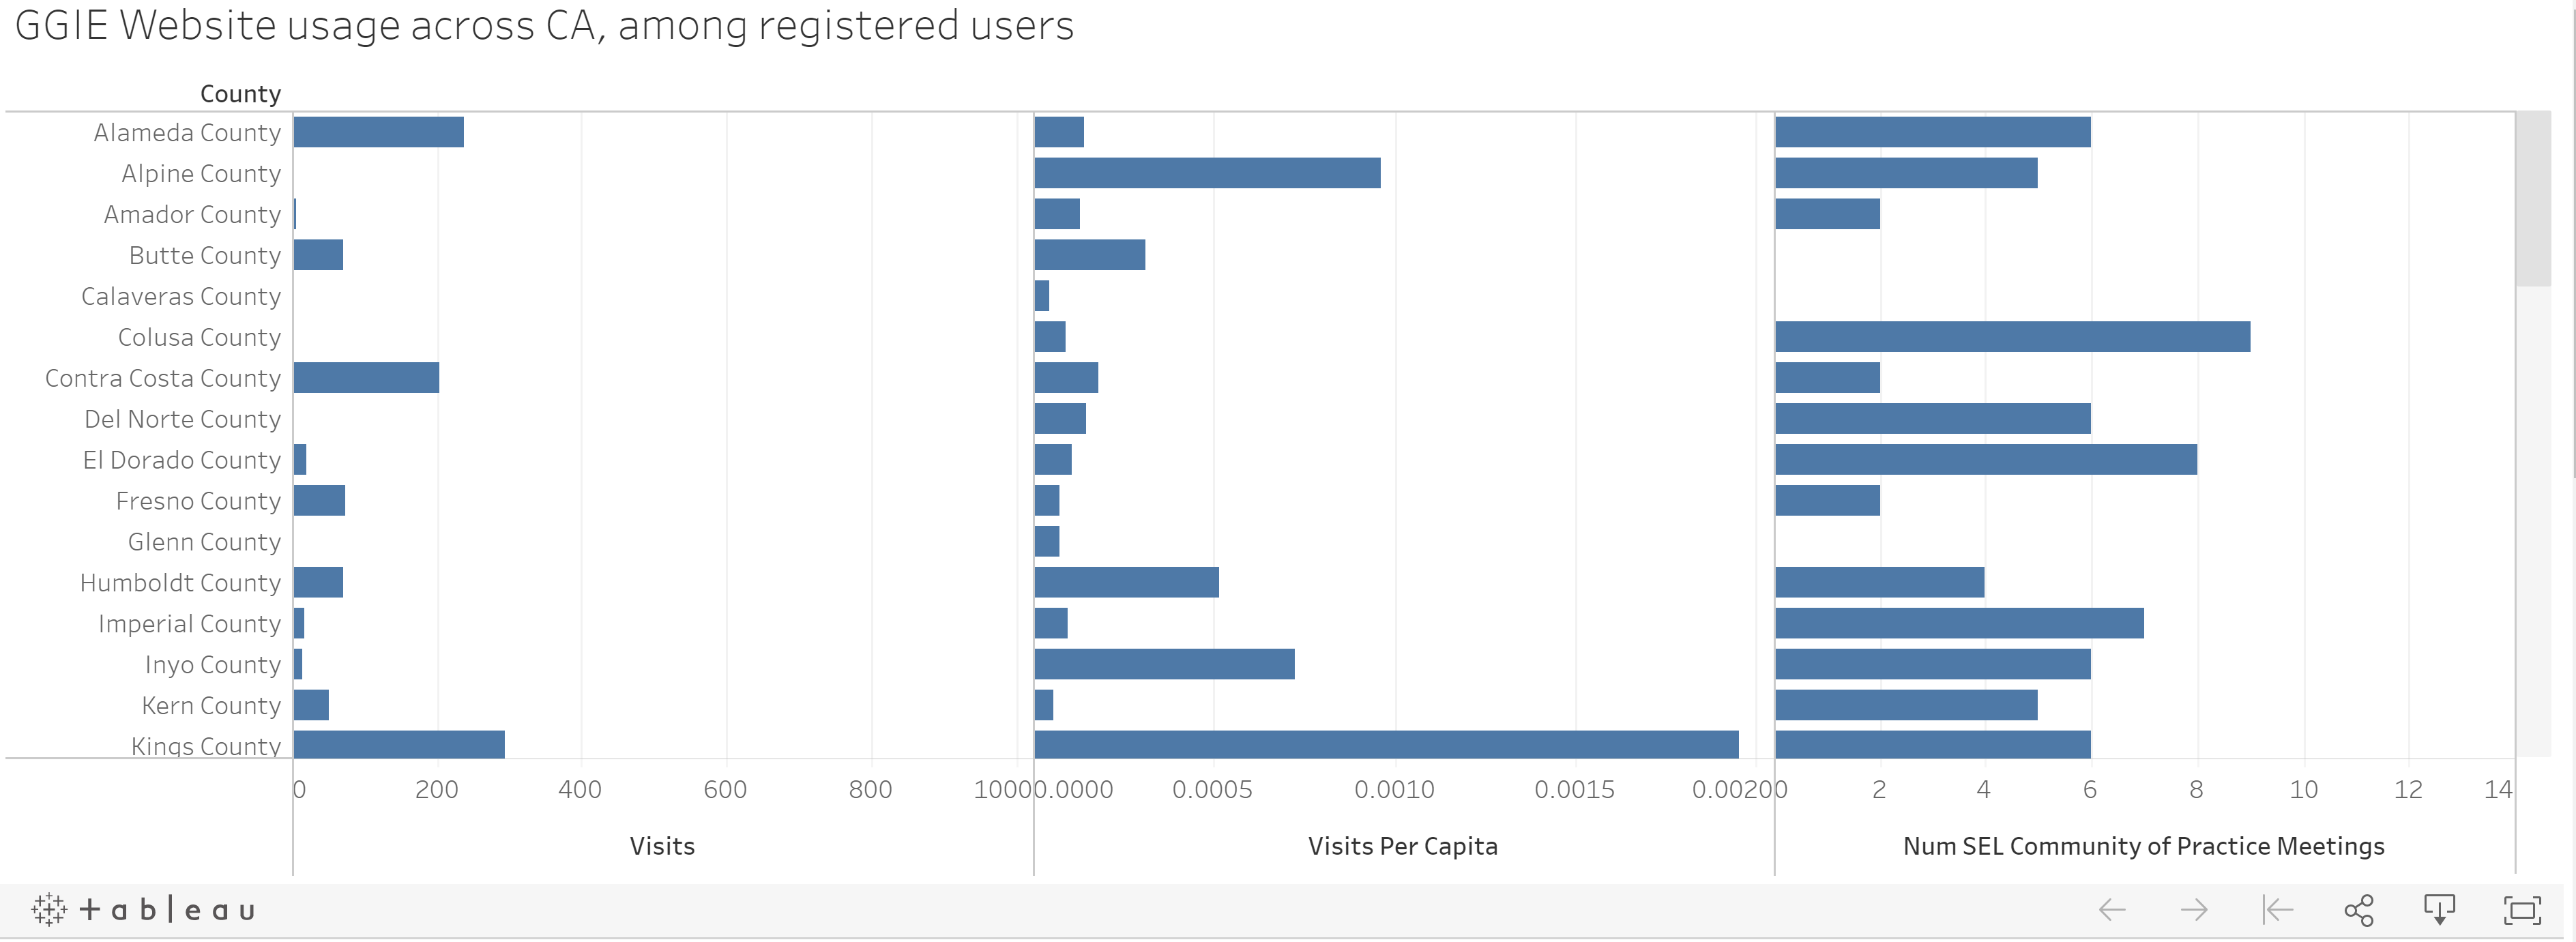 GGIE Website usage across CA, among registered users
County
Alameda County
Alpine County
Amador County
Butte County
Calaveras County
Colusa County
Contra Costa County
Del Norte County
El Dorado County
Fresno County
Glenn County
Humboldt County
Imperial County
Inyo County
Kern County
Kings County
0 200 400 600 800 1000 0.0000 0.0005 0.0010 0.0015 0.0020 0 2 4 6 8 10 12 14
Visits Visits Per Capita Num SEL Community of Practice Meetings
+ableau